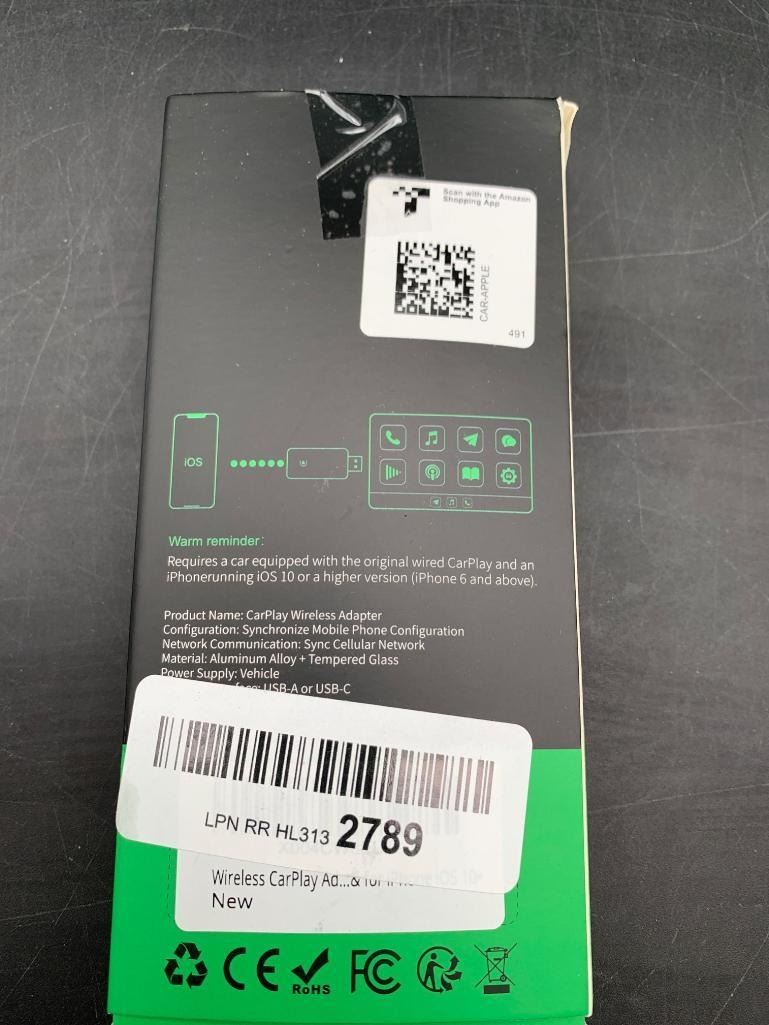 Scan with the Amazon
Shopping App
CAR-APPLE
491
iOS
Warm reminder:
Requires a car equipped with the original wired CarPlay and an
iPhonerunning iOS 10 or a higher version (iPhone 6 and above).
Product Name: CarPlay Wireless Adapter
Configuration: Synchronize Mobile Phone Configuration
Network Communication: Sync Cellular Network
Material: Aluminum Alloy + Tempered Glass
Power Supply: Vehicle
USB-A or USB-C
LPN RR HL313 2789
Wireless CarPlay Ad...& for iPhone iOS 10+
New
CE
RoHS
FC